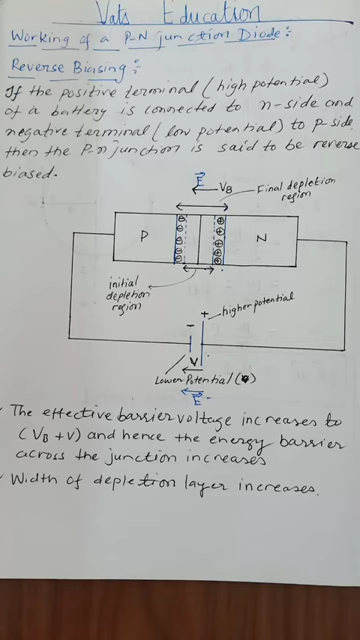 Vats Education
Working of a P-N junction Diode:
Reverse Biasing:
If the positive terminal (high potential)
of a battery is connected to n-side and
negative terminal (low potential) to p-side
then the P-n junction is said to be reverse
biased.
E
VB
Final depletion
region
P
N
initial
depletion
region
+
higher potential
-
V
Lower Potential
E
The effective barrier voltage increases to
(VB+V) and hence the energy barrier
across the junction increases
Width of depletion layer increases.